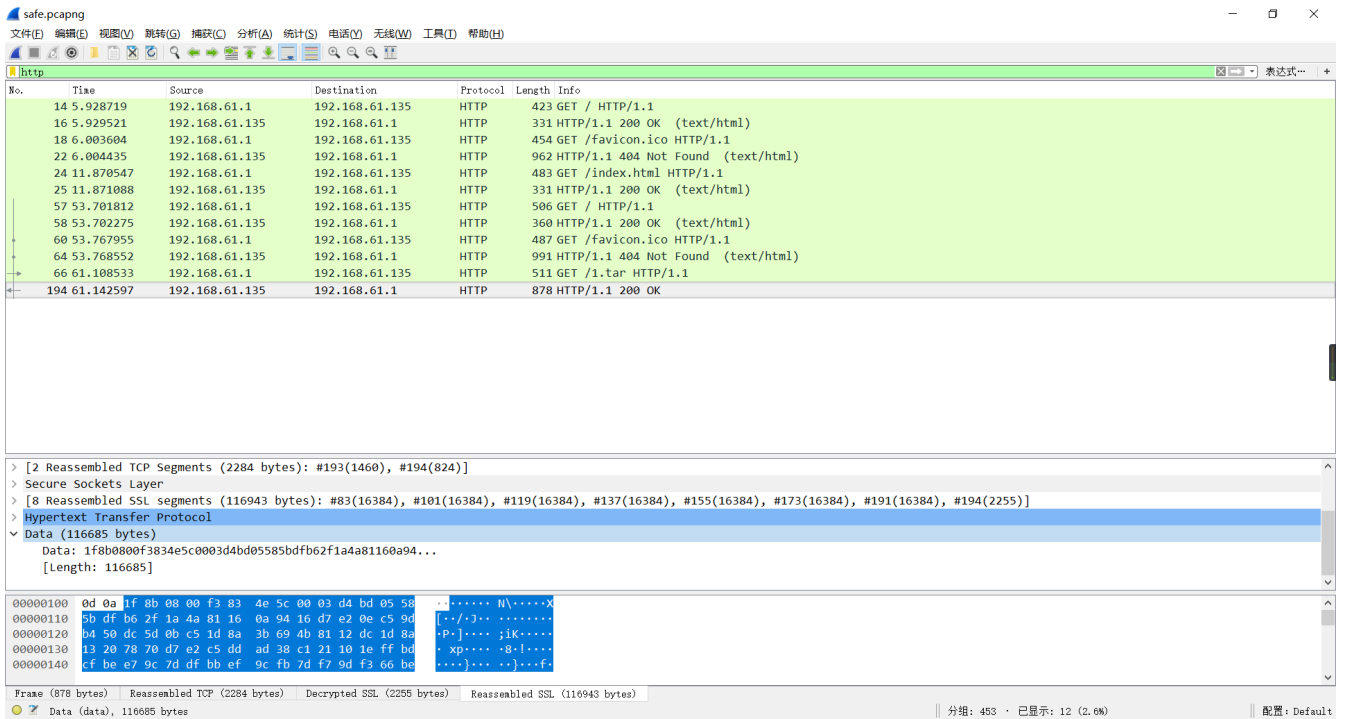 safe.pcapng
文件(F) 编辑(E) 视图(V) 跳转(G) 捕获(C) 分析(A) 统计(S) 电话(Y) 无线(W) 工具(T) 帮助(H)
http 表达式… +
No. Time Source Destination Protocol Length Info
14 5.928719 192.168.61.1 192.168.61.135 HTTP 423 GET / HTTP/1.1
16 5.929521 192.168.61.135 192.168.61.1 HTTP 331 HTTP/1.1 200 OK (text/html)
18 6.003604 192.168.61.1 192.168.61.135 HTTP 454 GET /favicon.ico HTTP/1.1
22 6.004435 192.168.61.135 192.168.61.1 HTTP 962 HTTP/1.1 404 Not Found (text/html)
24 11.870547 192.168.61.1 192.168.61.135 HTTP 483 GET /index.html HTTP/1.1
25 11.871088 192.168.61.135 192.168.61.1 HTTP 331 HTTP/1.1 200 OK (text/html)
57 53.701812 192.168.61.1 192.168.61.135 HTTP 506 GET / HTTP/1.1
58 53.702275 192.168.61.135 192.168.61.1 HTTP 360 HTTP/1.1 200 OK (text/html)
60 53.767955 192.168.61.1 192.168.61.135 HTTP 487 GET /favicon.ico HTTP/1.1
64 53.768552 192.168.61.135 192.168.61.1 HTTP 991 HTTP/1.1 404 Not Found (text/html)
66 61.108533 192.168.61.1 192.168.61.135 HTTP 511 GET /1.tar HTTP/1.1
194 61.142597 192.168.61.135 192.168.61.1 HTTP 878 HTTP/1.1 200 OK
[2 Reassembled TCP Segments (2284 bytes): #193(1460), #194(824)]
Secure Sockets Layer
[8 Reassembled SSL segments (116943 bytes): #83(16384), #101(16384), #119(16384), #137(16384), #155(16384), #173(16384), #191(16384), #194(2255)]
Hypertext Transfer Protocol
Data (116685 bytes)
Data: 1f8b0800f3834e5c0003d4bd05585bdfb62f1a4a81160a94...
[Length: 116685]
00000100 0d 0a 1f 8b 08 00 f3 83 4e 5c 00 03 d4 bd 05 58 ········ N\·····X
00000110 5b df b6 2f 1a 4a 81 16 0a 94 16 d7 e2 0e c5 9d [··/·J·· ········
00000120 b4 50 dc 5d 0b c5 1d 8a 3b 69 4b 81 12 dc 1d 8a ·P·]···· ;iK·····
00000130 13 20 78 70 d7 e2 c5 dd ad 38 c1 21 10 1e ff bd · xp···· ·8·!····
00000140 cf be e7 9c 7d df bb ef 9c fb 7d f7 9d f3 66 be ····}··· ··}···f·
Frame (878 bytes) Reassembled TCP (2284 bytes) Decrypted SSL (2255 bytes) Reassembled SSL (116943 bytes)
Data (data), 116685 bytes 分组: 453 · 已显示: 12 (2.6%) 配置: Default